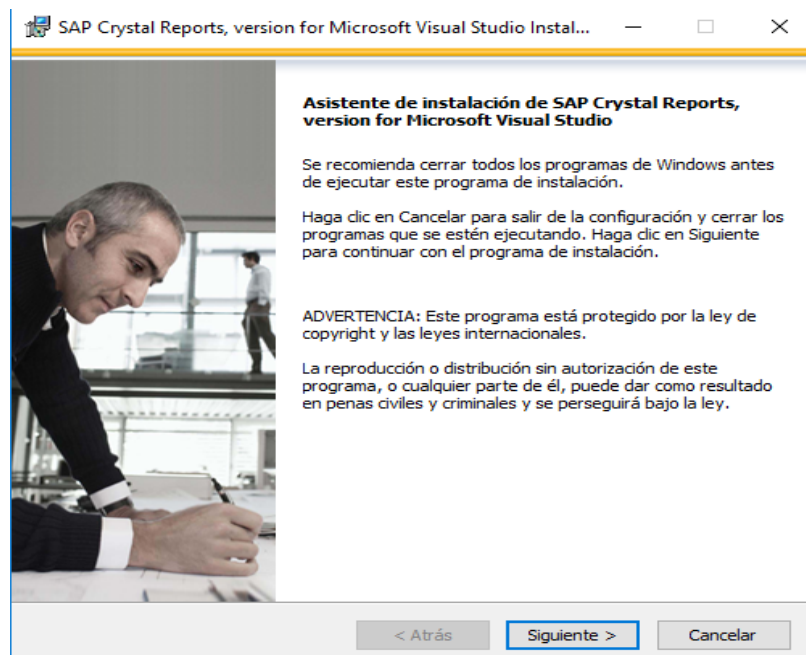 SAP Crystal Reports, version for Microsoft Visual Studio Instal...
Asistente de instalación de SAP Crystal Reports,
version for Microsoft Visual Studio
Se recomienda cerrar todos los programas de Windows antes
de ejecutar este programa de instalación.
Haga clic en Cancelar para salir de la configuración y cerrar los
programas que se estén ejecutando. Haga clic en Siguiente
para continuar con el programa de instalación.
ADVERTENCIA: Este programa está protegido por la ley de
copyright y las leyes internacionales.
La reproducción o distribución sin autorización de este
programa, o cualquier parte de él, puede dar como resultado
en penas civiles y criminales y se perseguirá bajo la ley.
< Atrás Siguiente > Cancelar